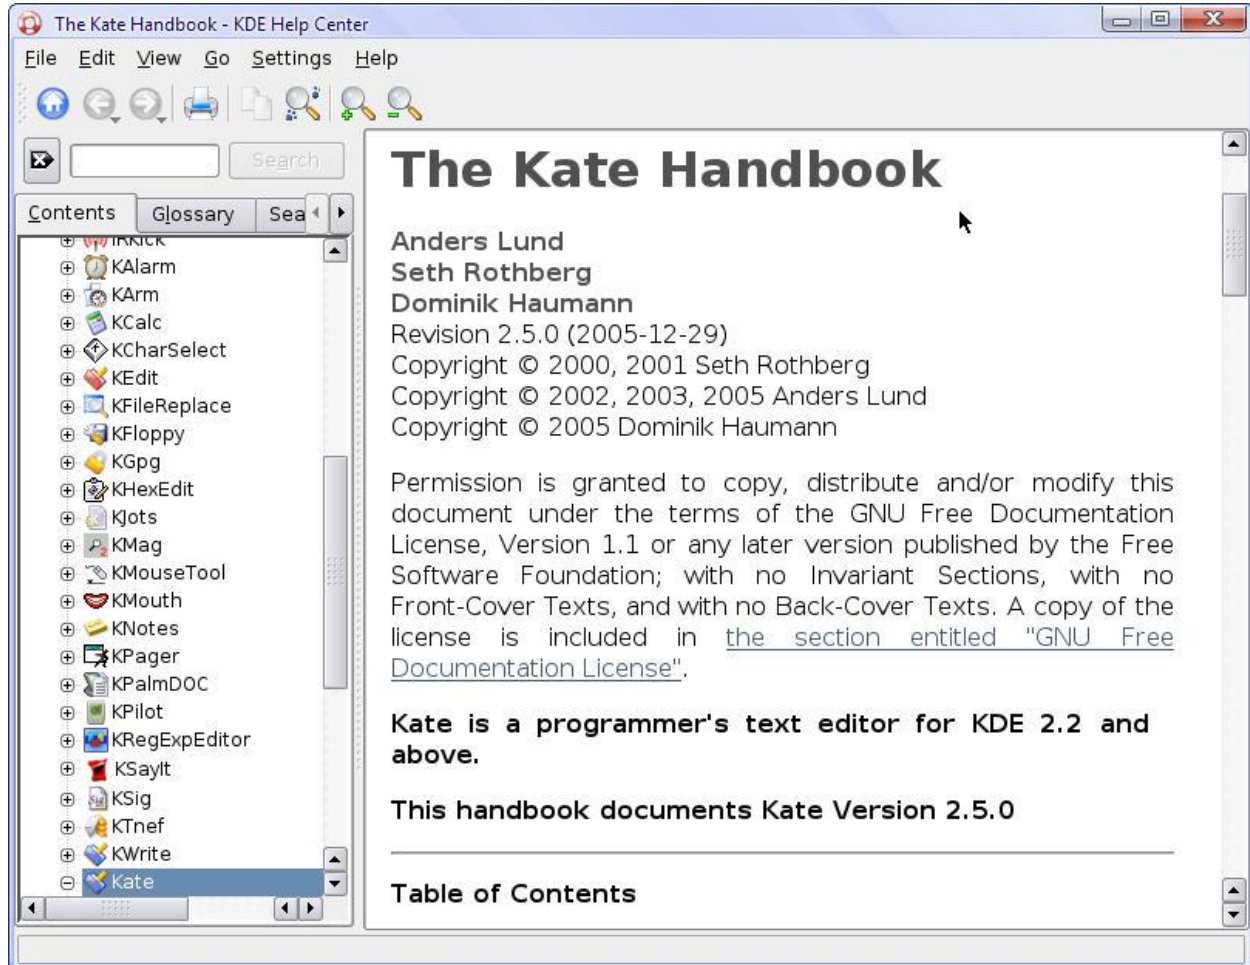 The Kate Handbook - KDE Help Center
File Edit View Go Settings Help
Search
Contents Glossary Sea
IRKick
KAlarm
KArm
KCalc
KCharSelect
KEdit
KFileReplace
KFloppy
KGpg
KHexEdit
KJots
KMag
KMouseTool
KMouth
KNotes
KPager
KPalmDOC
KPilot
KRegExpEditor
KSayIt
KSig
KTnef
KWrite
Kate
The Kate Handbook
Anders Lund
Seth Rothberg
Dominik Haumann
Revision 2.5.0 (2005-12-29)
Copyright © 2000, 2001 Seth Rothberg
Copyright © 2002, 2003, 2005 Anders Lund
Copyright © 2005 Dominik Haumann
Permission is granted to copy, distribute and/or modify this
document under the terms of the GNU Free Documentation
License, Version 1.1 or any later version published by the Free
Software Foundation; with no Invariant Sections, with no
Front-Cover Texts, and with no Back-Cover Texts. A copy of the
license is included in the section entitled "GNU Free
Documentation License".
Kate is a programmer's text editor for KDE 2.2 and
above.
This handbook documents Kate Version 2.5.0
Table of Contents